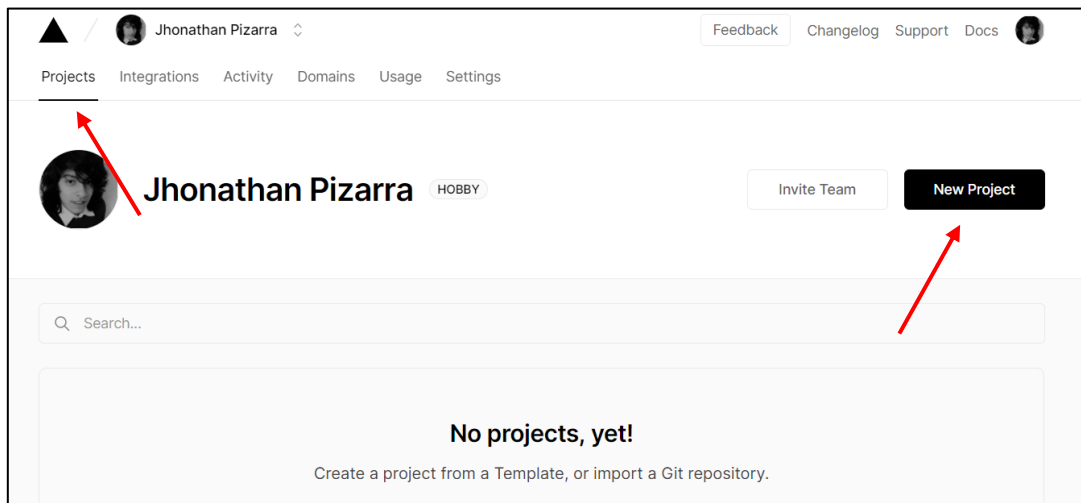 Jhonathan Pizarra Feedback Changelog Support Docs
Projects Integrations Activity Domains Usage Settings
Jhonathan Pizarra HOBBY Invite Team New Project
Search...
No projects, yet!
Create a project from a Template, or import a Git repository.